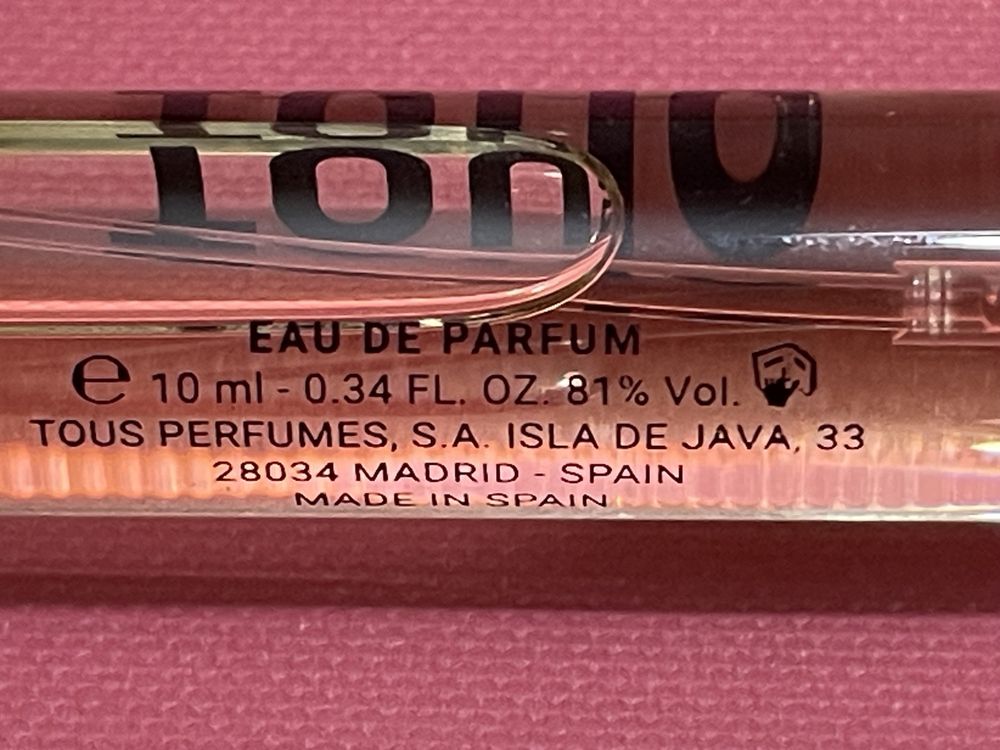 EAU DE PARFUM
e 10 ml - 0.34 FL. OZ. 81% Vol.
TOUS PERFUMES, S.A. ISLA DE JAVA, 33
28034 MADRID - SPAIN
MADE IN SPAIN